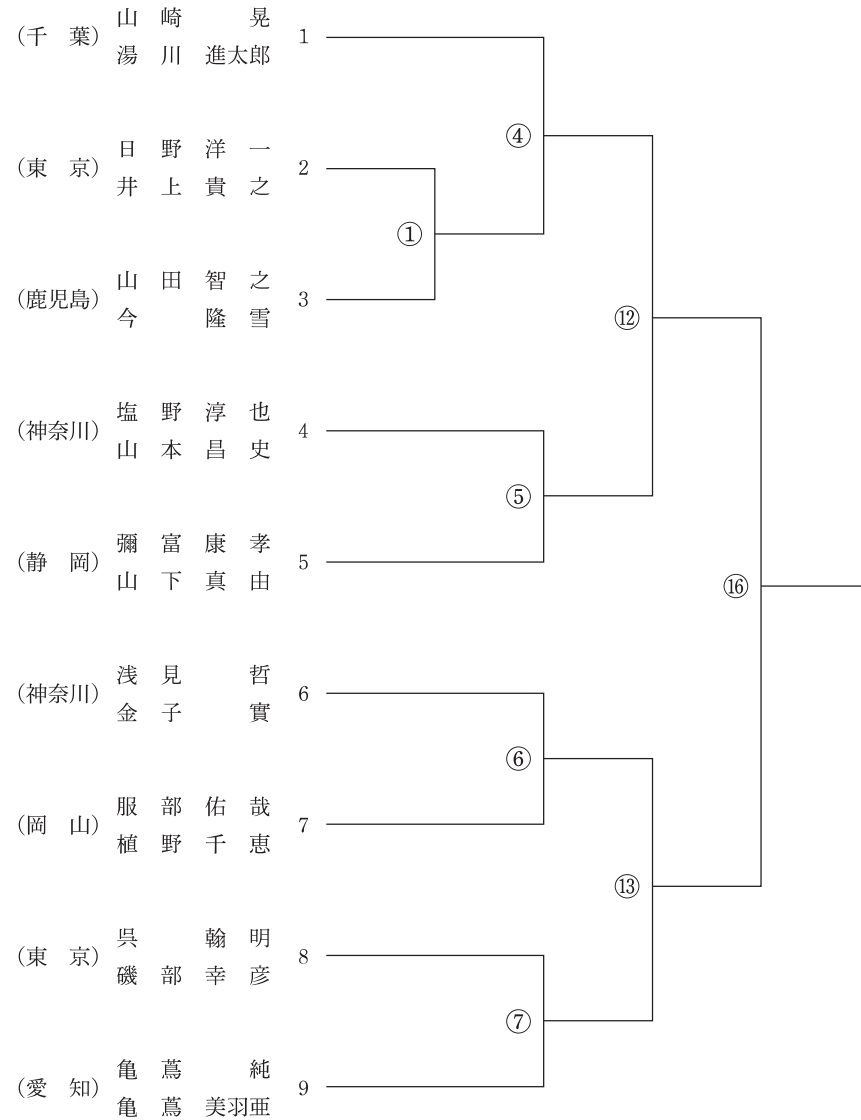 山崎　晃
(千　葉) 1
湯川　進太郎
④
日野洋一
(東　京) 2
井上貴之
①
山田智之
(鹿児島) 3
今　隆雪
⑫
塩野淳也
(神奈川) 4
山本昌史
⑤
彌富康孝
(静　岡) 5
山下真由
⑯
浅見　哲
(神奈川) 6
金子　實
⑥
服部佑哉
(岡　山) 7
植野千恵
⑬
呉　翰明
(東　京) 8
磯部幸彦
⑦
亀蔦　純
(愛　知) 9
亀蔦　美羽亜